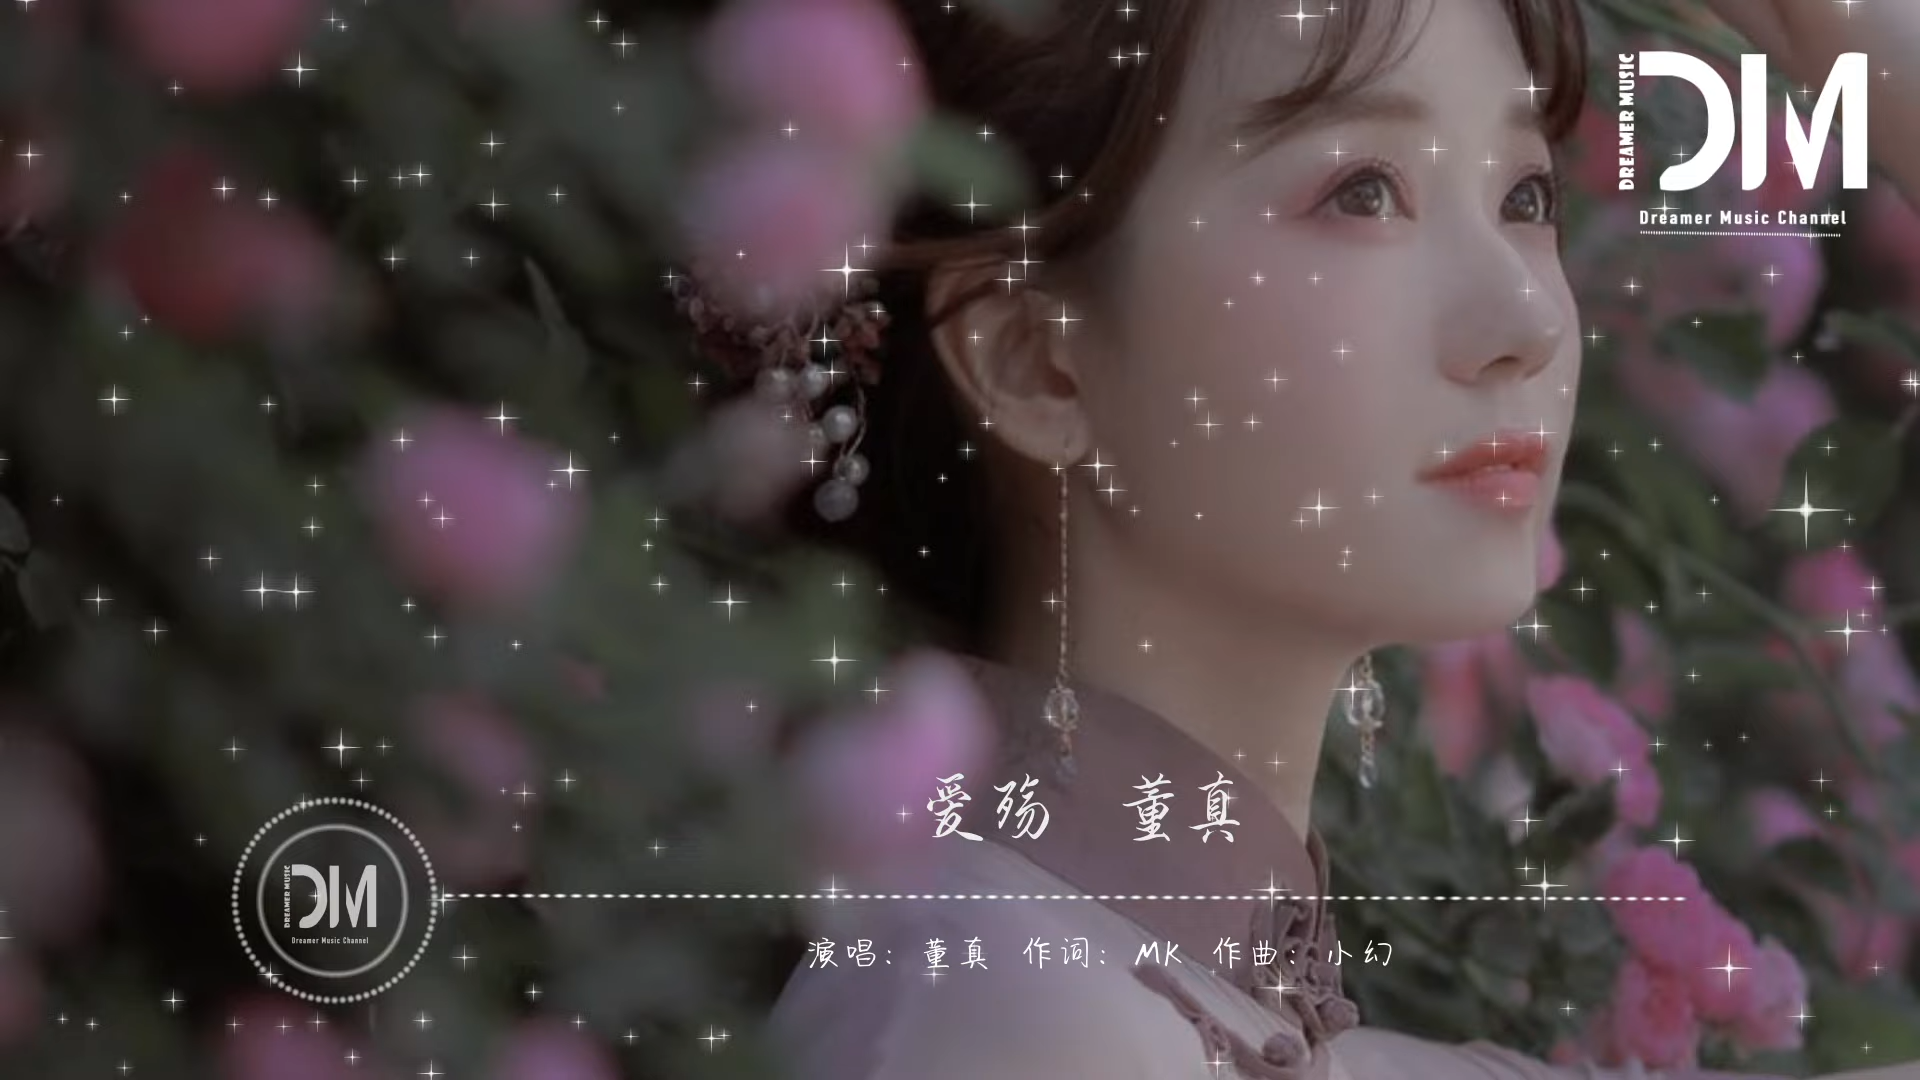 DREAMER MUSIC
DM
Dreamer Music Channel
爱殇 董真
DREAMER MUSIC
DM
Dreamer Music Channel
演唱: 董真 作词: MK 作曲: 小幻